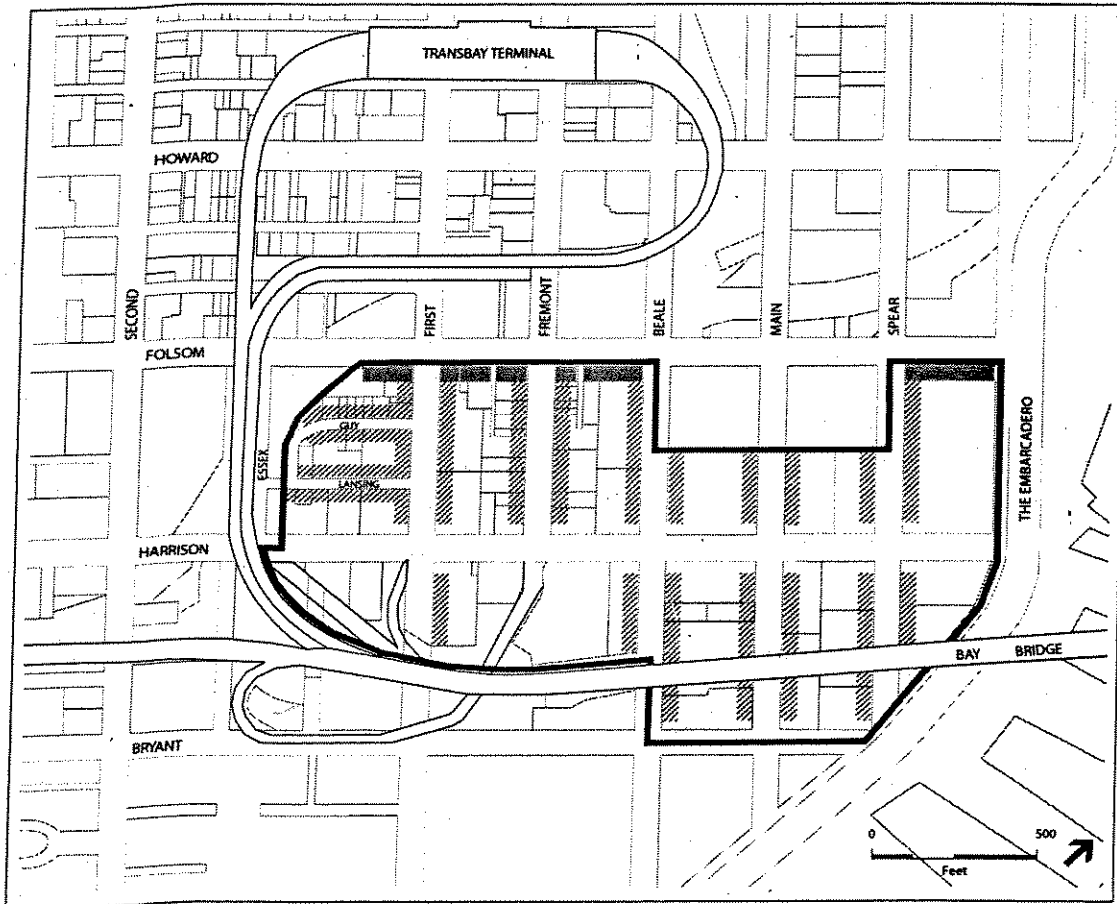 TRANSBAY TERMINAL
HOWARD
SECOND
FIRST
FREMONT
BEALE
MAIN
SPEAR
FOLSOM
GUY
ESSEX
LANSING
THE EMBARCADERO
HARRISON
BAY BRIDGE
BRYANT
0 500
Feet